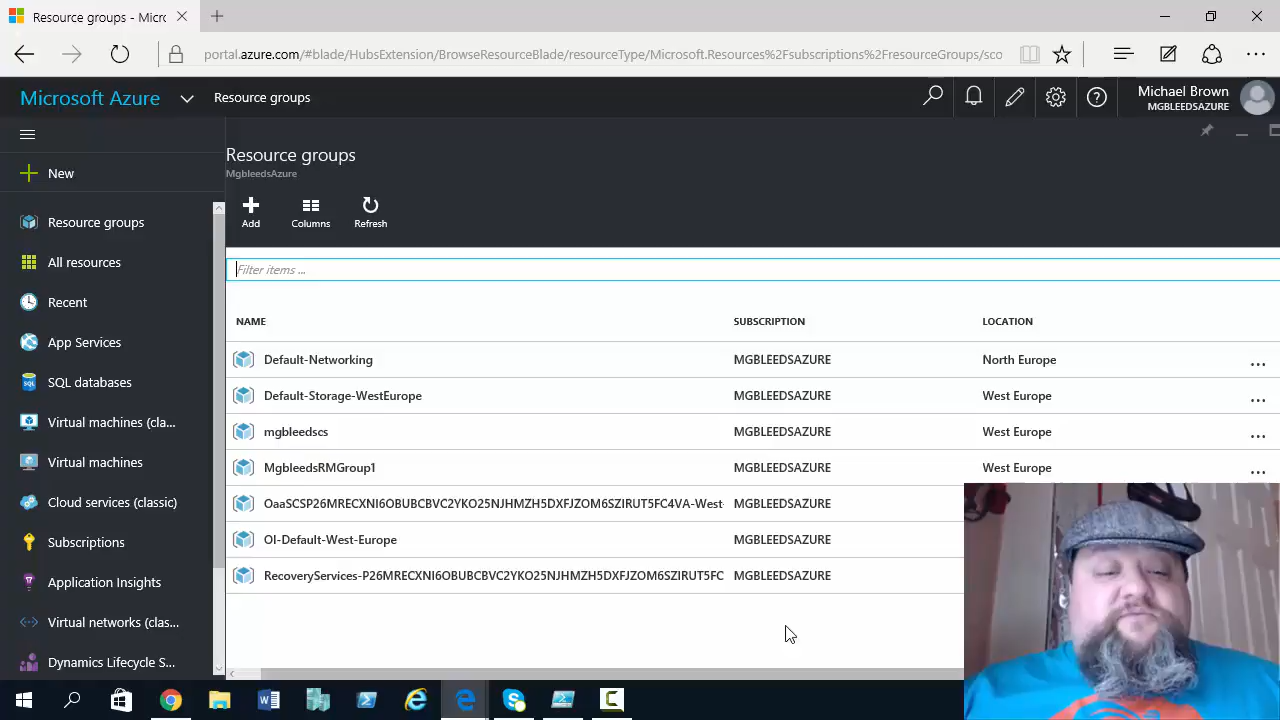 Resource groups - Micro
portal.azure.com/#blade/HubsExtension/BrowseResourceBlade/resourceType/Microsoft.Resources%2Fsubscriptions%2FresourceGroups/sco
Microsoft Azure
Resource groups
Michael Brown
MGBLEEDSAZURE
Resource groups
MgbleedsAzure
New
Add
Columns
Refresh
Resource groups
All resources
Recent
App Services
SQL databases
Virtual machines (cla...
Virtual machines
Cloud services (classic)
Subscriptions
Application Insights
Virtual networks (clas...
Dynamics Lifecycle S...
Filter items ...
NAME SUBSCRIPTION LOCATION
Default-Networking MGBLEEDSAZURE North Europe ...
Default-Storage-WestEurope MGBLEEDSAZURE West Europe ...
mgbleedscs MGBLEEDSAZURE West Europe ...
MgbleedsRMGroup1 MGBLEEDSAZURE West Europe ...
OaaSCSP26MRECXNI6OBUBCBVC2YKO25NJHMZH5DXFJZOM6SZIRUT5FC4VA-West- MGBLEEDSAZURE
OI-Default-West-Europe MGBLEEDSAZURE
RecoveryServices-P26MRECXNI6OBUBCBVC2YKO25NJHMZH5DXFJZOM6SZIRUT5FC MGBLEEDSAZURE